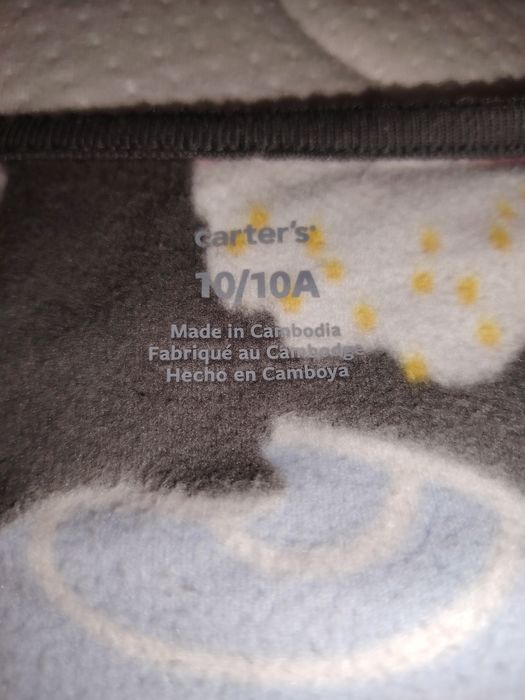 carter's
10/10A
Made in Cambodia
Fabriqué au Cambodge
Hecho en Camboya